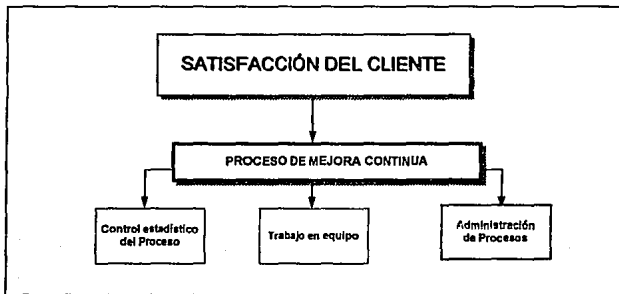 SATISFACCIÓN DEL CLIENTE
PROCESO DE MEJORA CONTINUA
Control estadístico
del Proceso
Trabajo en equipo
Administración
de Procesos